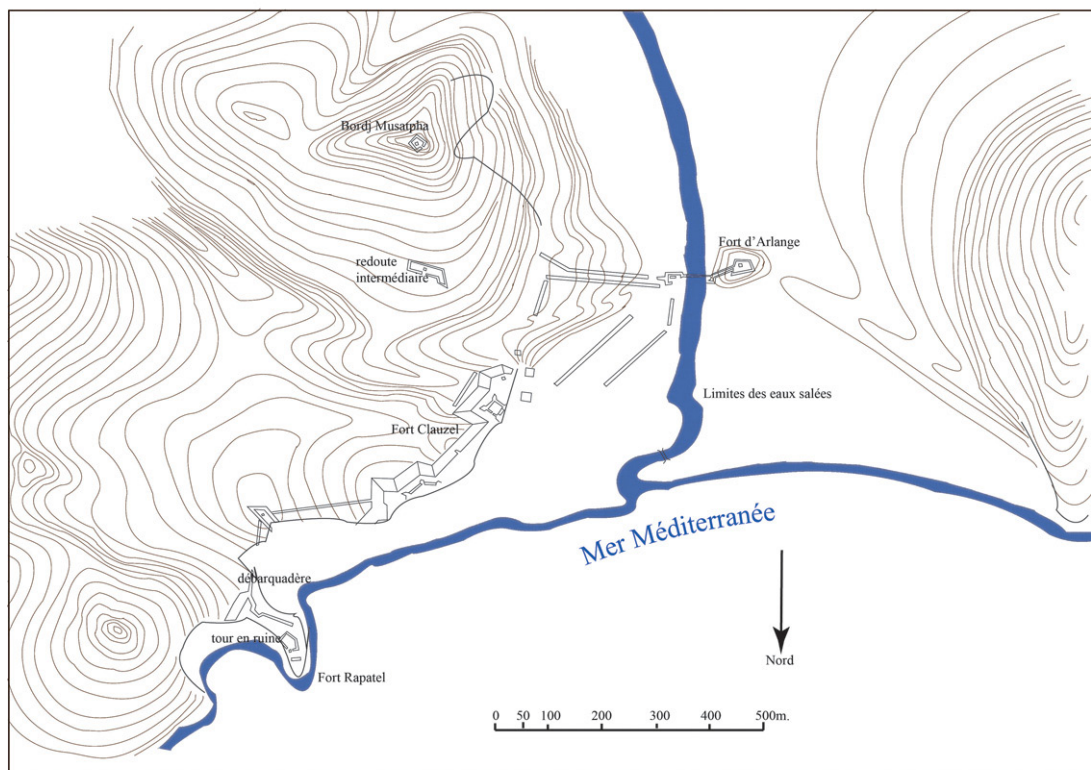 Bordj Musatpha
Fort d'Arlange
redoute
intermédiaire
Limites des eaux salées
Fort Clauzel
Mer Méditerranée
débarquadère
tour en ruine
Nord
Fort Rapatel
0 50 100 200 300 400 500m.